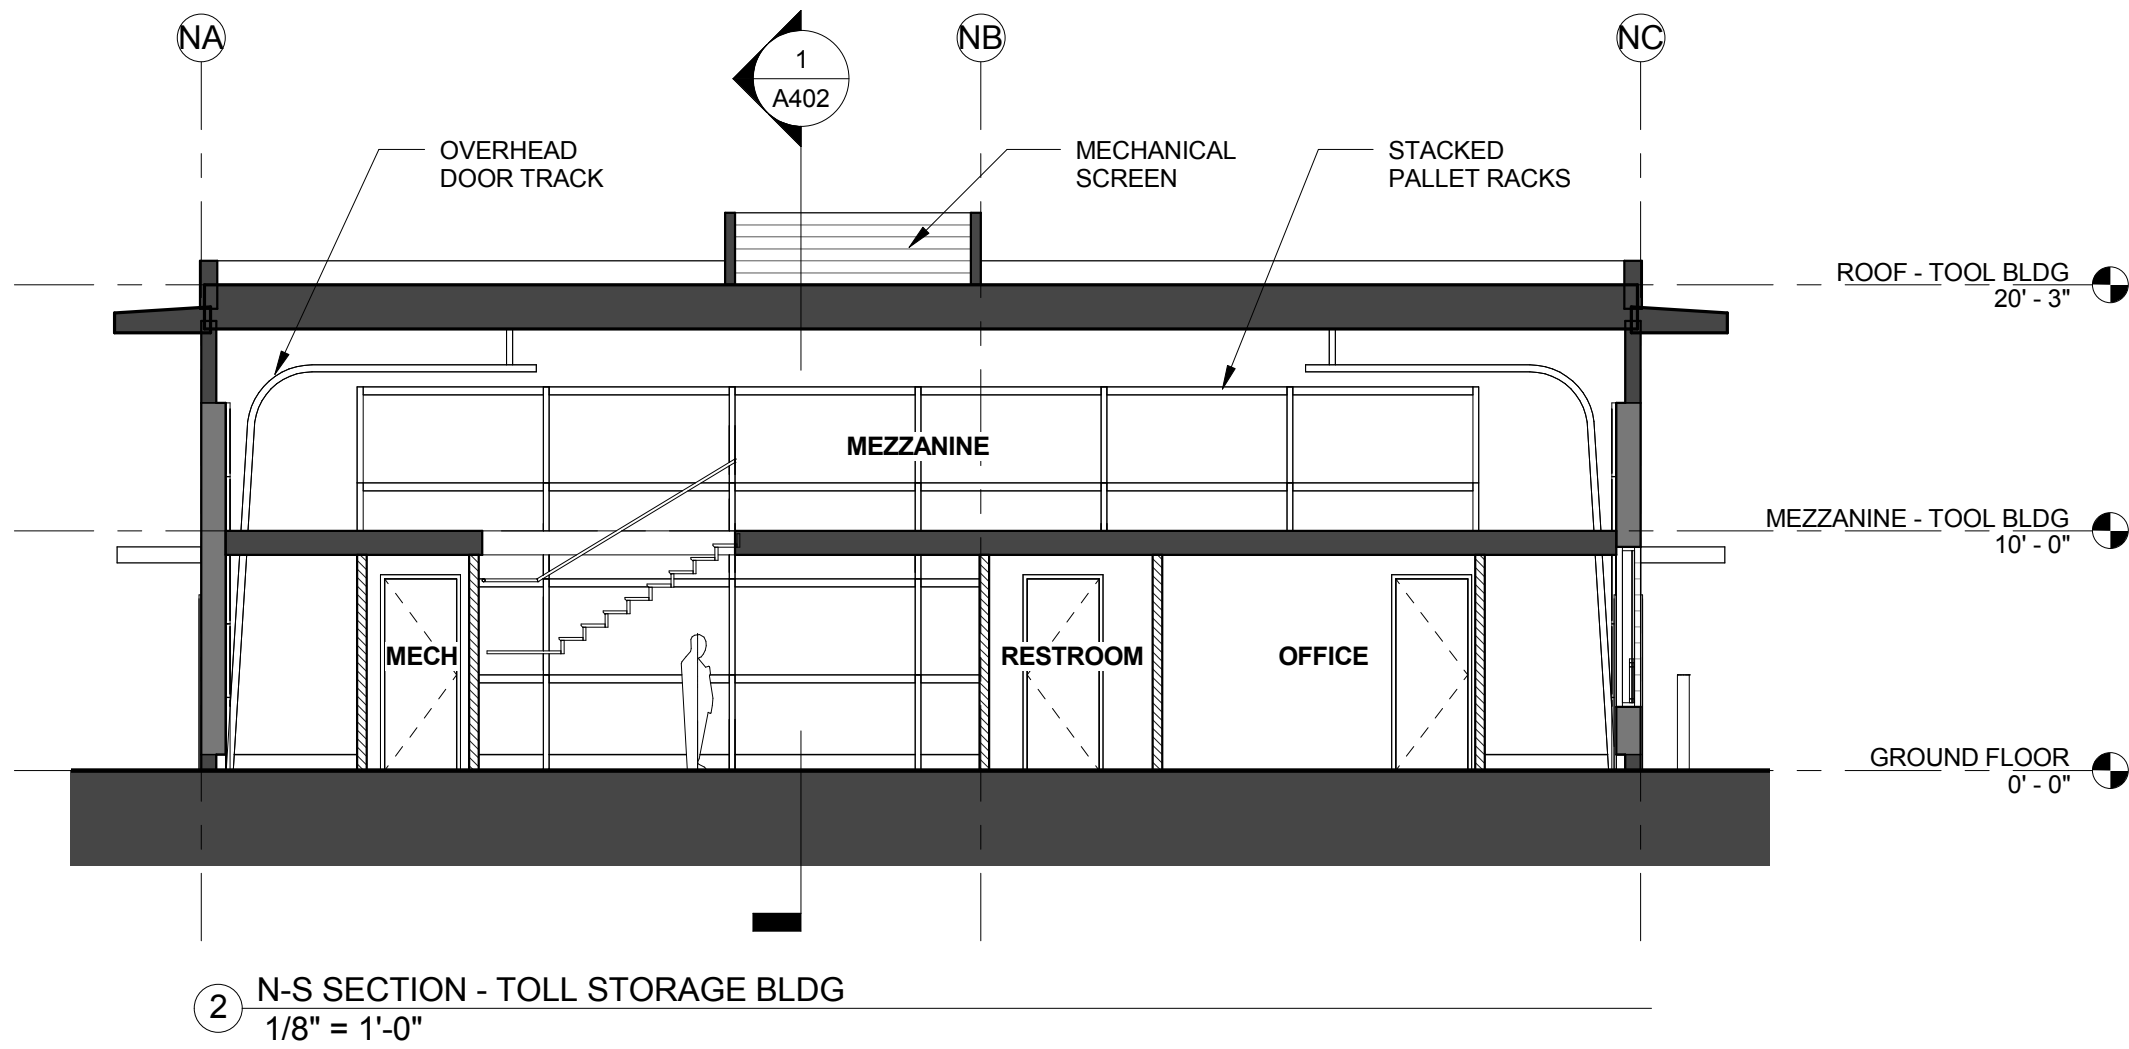 NA
NB
NC
1
A402
OVERHEAD
DOOR TRACK
MECHANICAL
SCREEN
STACKED
PALLET RACKS
ROOF - TOOL BLDG
20' - 3"
MEZZANINE
MEZZANINE - TOOL BLDG
10' - 0"
MECH
RESTROOM
OFFICE
GROUND FLOOR
0' - 0"
2
N-S SECTION - TOLL STORAGE BLDG
1/8" = 1'-0"